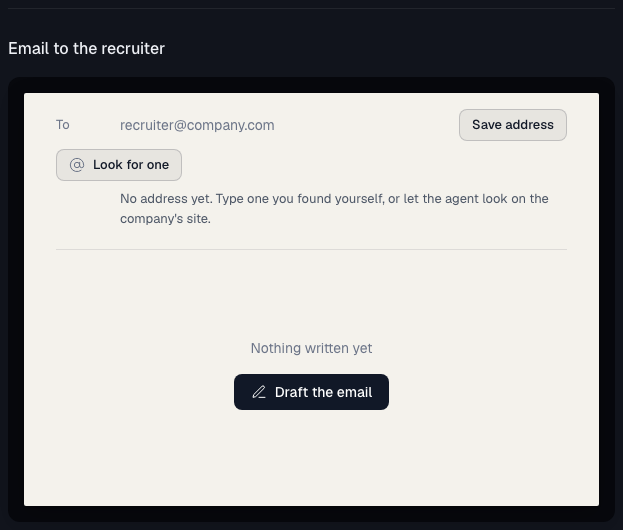 Email to the recruiter
To
recruiter@company.com
Save address
Look for one
No address yet. Type one you found yourself, or let the agent look on the
company's site.
Nothing written yet
Draft the email